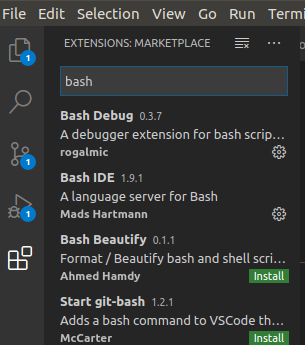 File Edit Selection View Go Run Termi
EXTENSIONS: MARKETPLACE
1
bash
Bash Debug 0.3.7
A debugger extension for bash scrip...
rogalmic
1
Bash IDE 1.9.1
A language server for Bash
Mads Hartmann
1
Bash Beautify 0.1.1
Format / Beautify bash and shell scri...
Ahmed Hamdy Install
Start git-bash 1.2.1
Adds a bash command to VSCode th...
McCarter Install